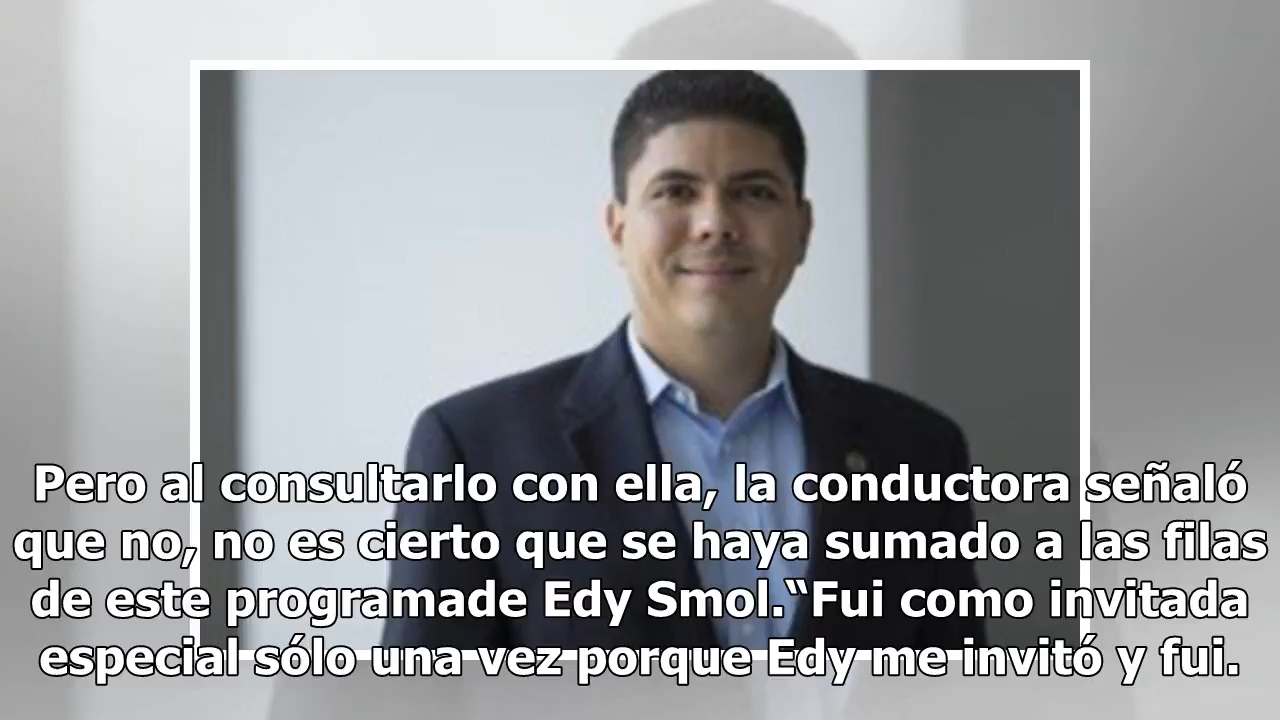 Pero al consultarlo con ella, la conductora señaló
que no, no es cierto que se haya sumado a las filas
de este programade Edy Smol.“Fui como invitada
especial sólo una vez porque Edy me invitó y fui.